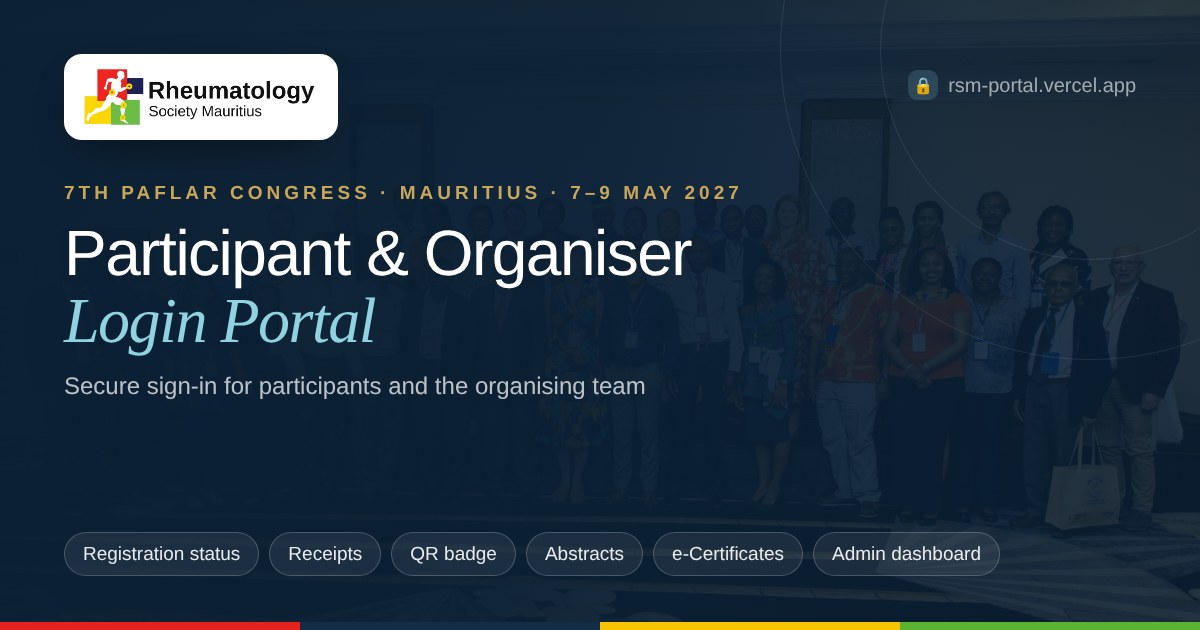 Rheumatology
Society Mauritius
🔒 rsm-portal.vercel.app
7TH PAFLAR CONGRESS · MAURITIUS · 7–9 MAY 2027
Participant & Organiser
Login Portal
Secure sign-in for participants and the organising team
Registration status
Receipts
QR badge
Abstracts
e-Certificates
Admin dashboard